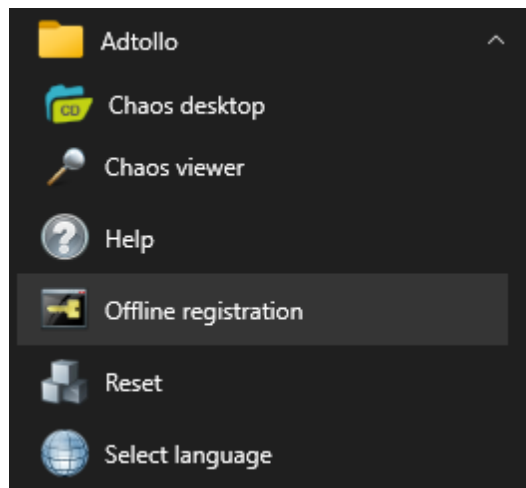 Adtollo
CD
Chaos desktop
Chaos viewer
Help
Offline registration
Reset
Select language